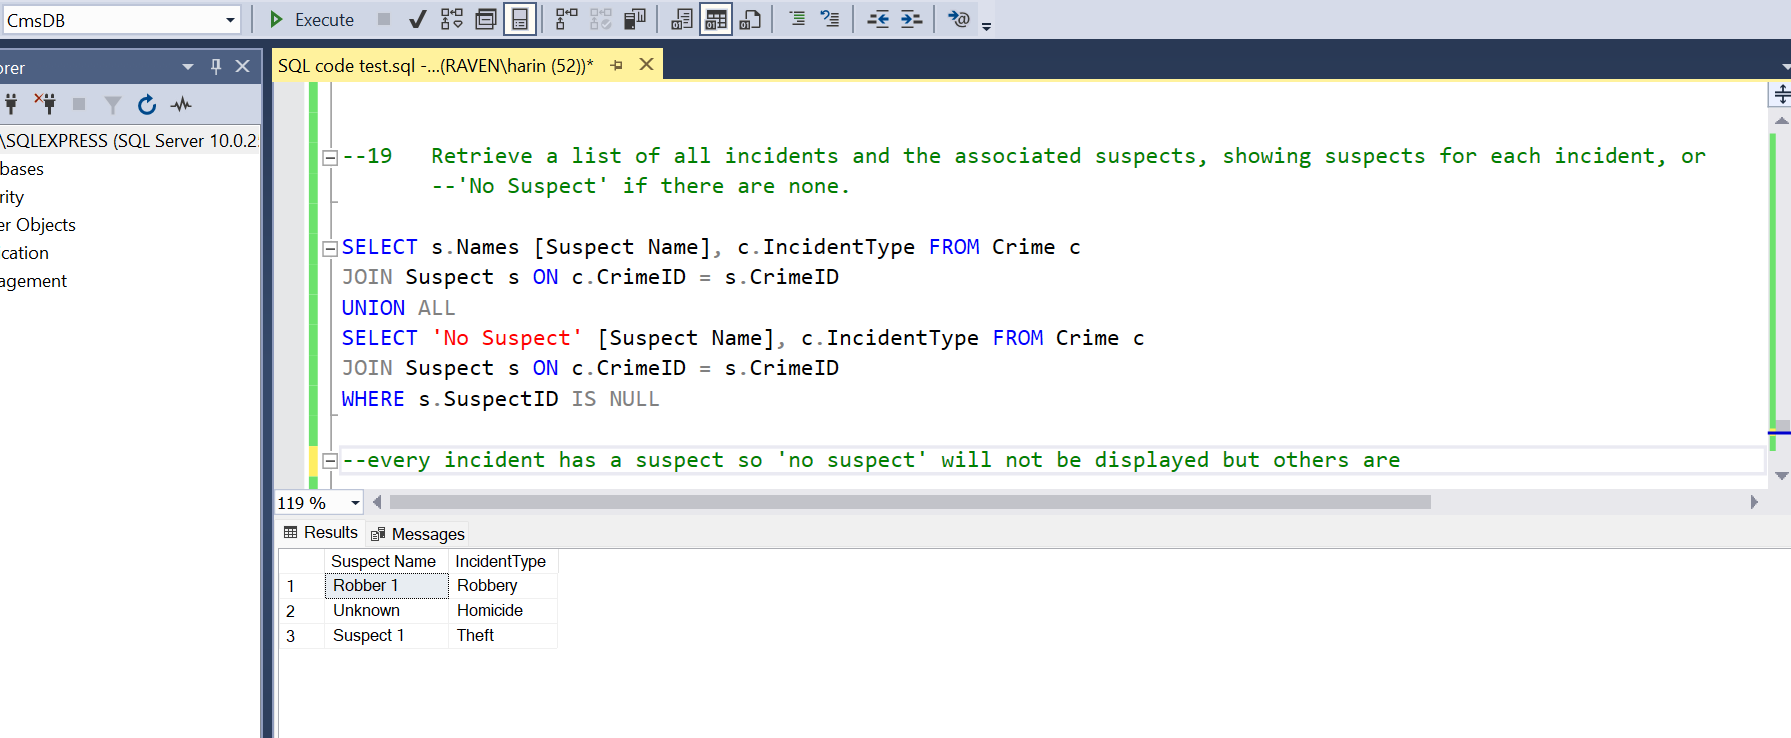 CmsDB
Execute
orer
SQL code test.sql -...(RAVEN\harin (52))*
\SQLEXPRESS (SQL Server 10.0.2
bases
rity
er Objects
cation
agement
--19   Retrieve a list of all incidents and the associated suspects, showing suspects for each incident, or
--'No Suspect' if there are none.
SELECT s.Names [Suspect Name], c.IncidentType FROM Crime c
JOIN Suspect s ON c.CrimeID = s.CrimeID
UNION ALL
SELECT 'No Suspect' [Suspect Name], c.IncidentType FROM Crime c
JOIN Suspect s ON c.CrimeID = s.CrimeID
WHERE s.SuspectID IS NULL
--every incident has a suspect so 'no suspect' will not be displayed but others are
119 %
Results Messages
Suspect Name IncidentType
1 Robber 1 Robbery
2 Unknown Homicide
3 Suspect 1 Theft